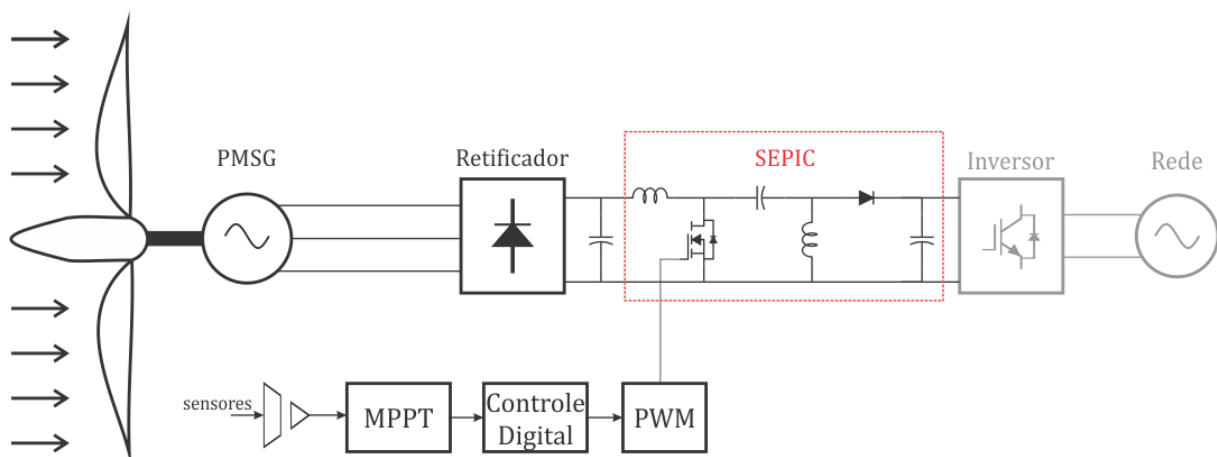 PMSG
Retificador
SEPIC
Inversor
Rede
sensores
MPPT
Controle
Digital
PWM